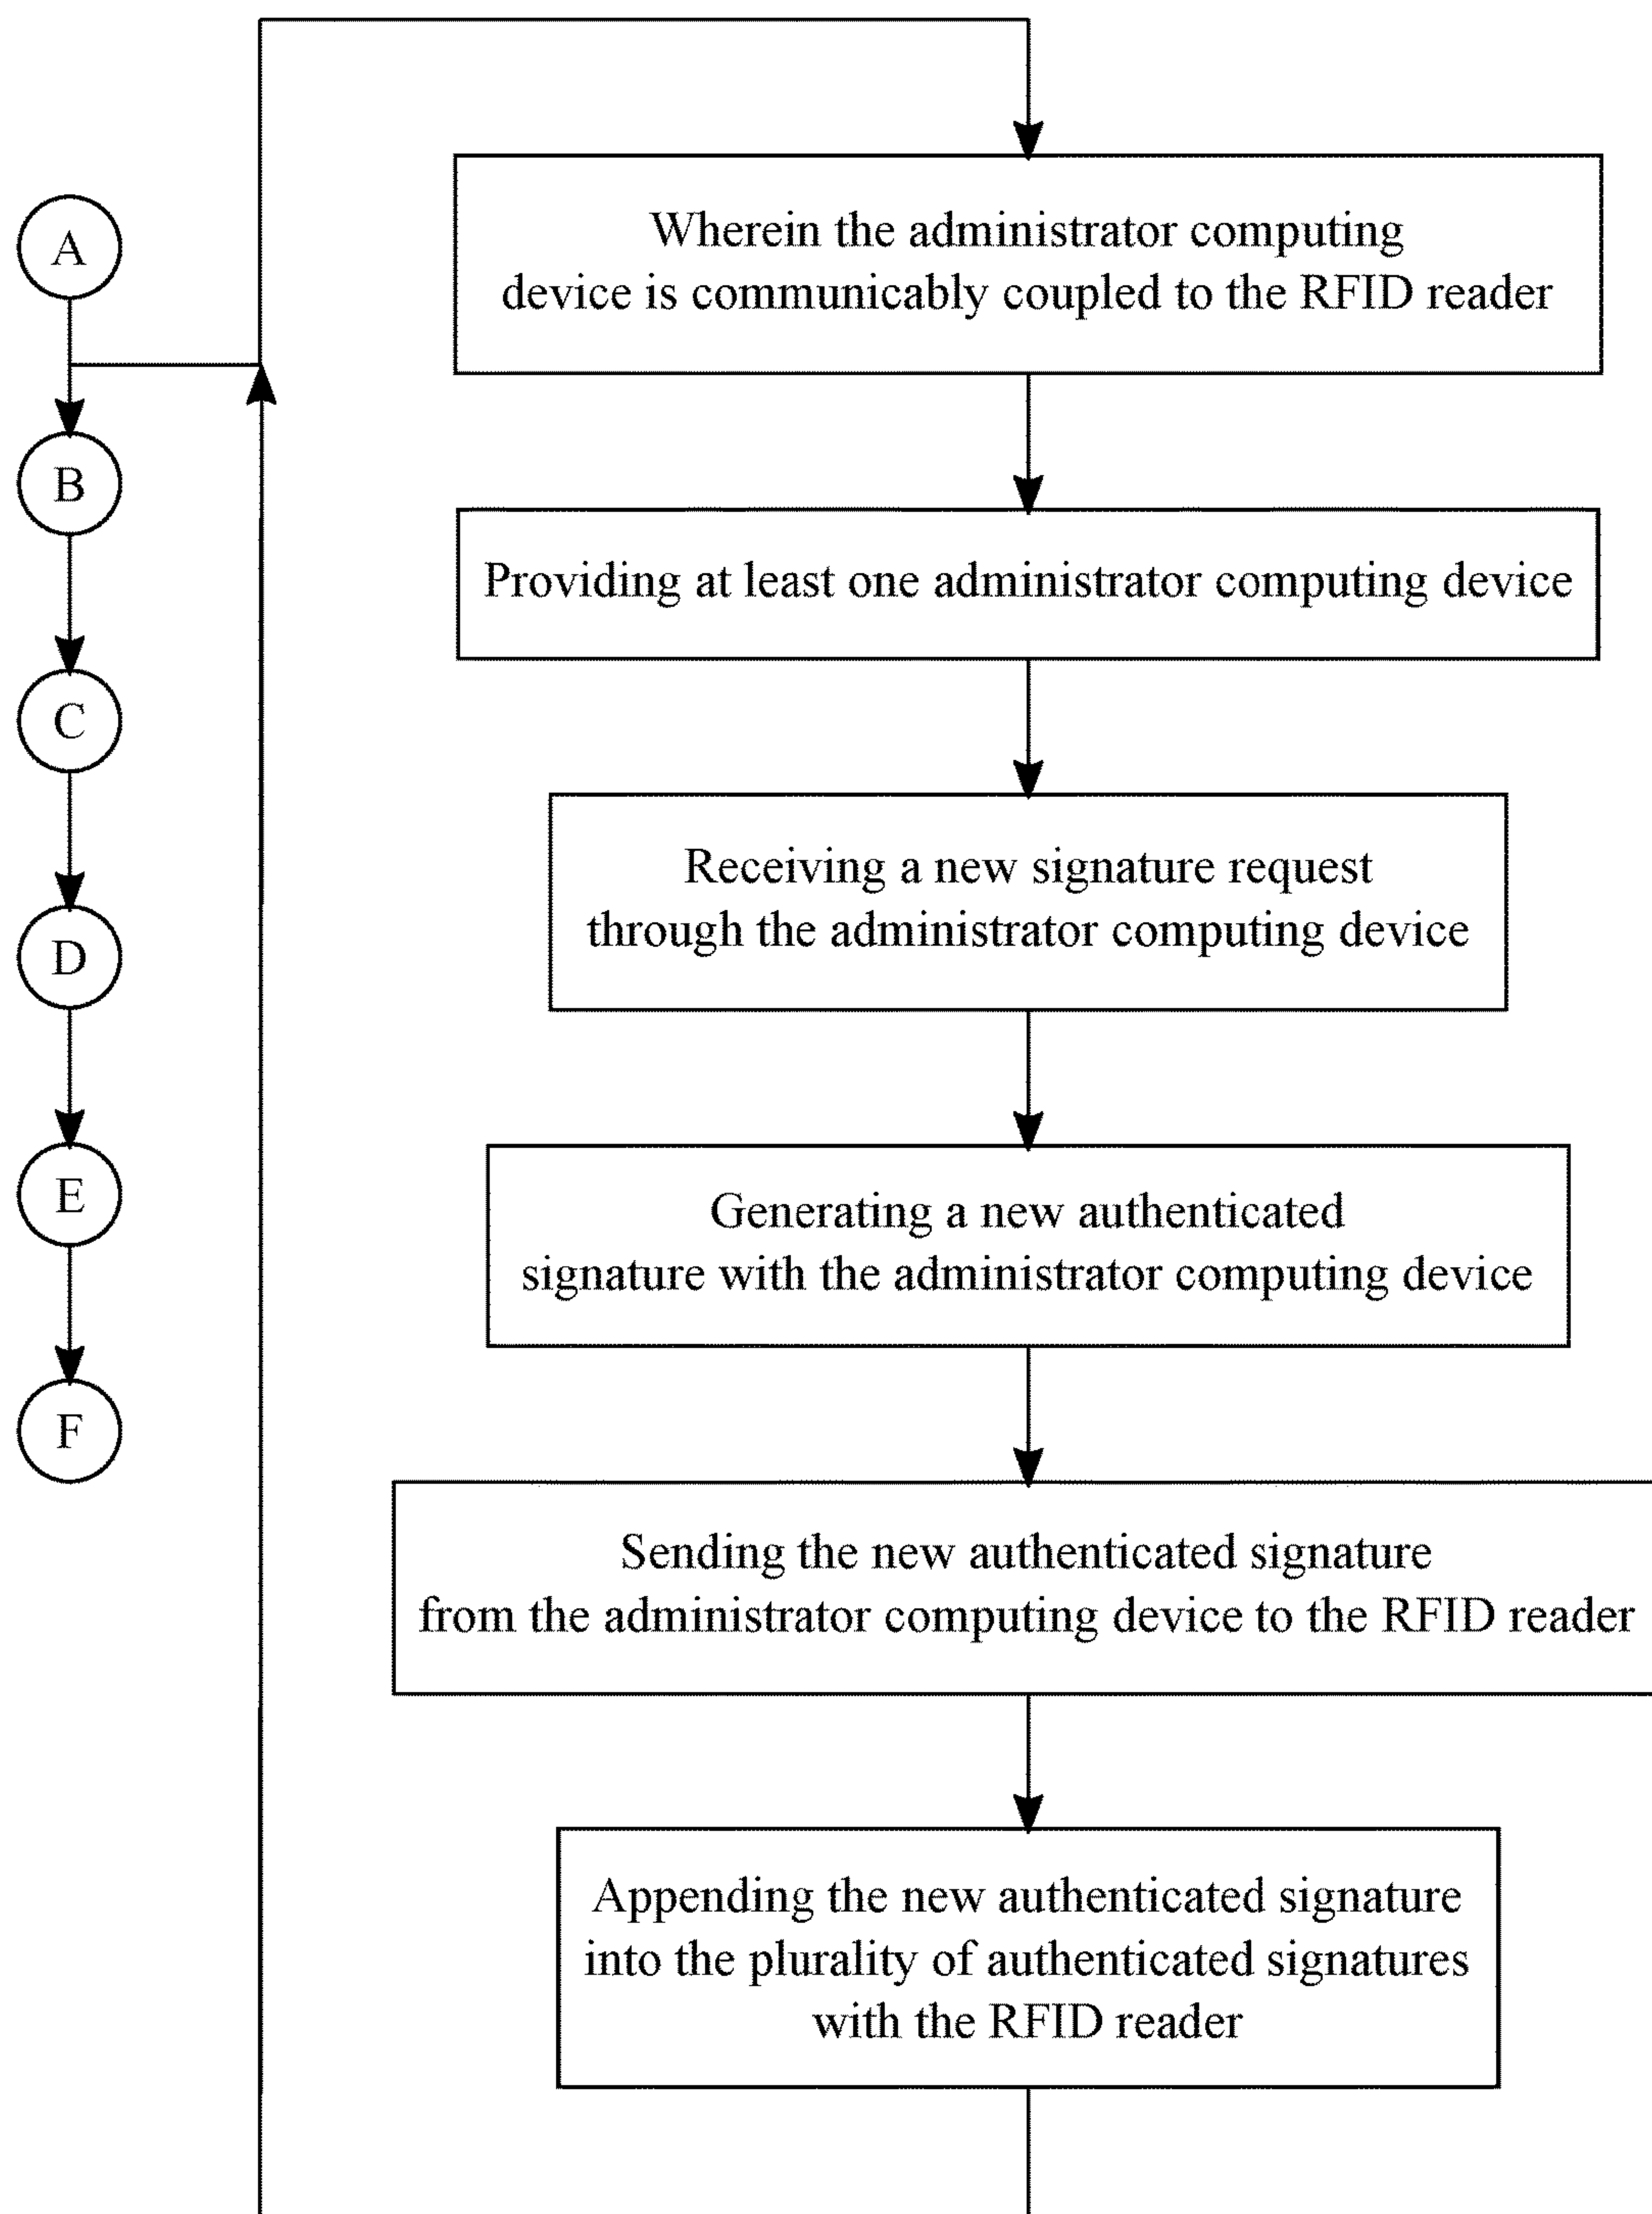 A
B
C
D
E
F
Wherein the administrator computing
device is communicably coupled to the RFID reader
Providing at least one administrator computing device
Receiving a new signature request
through the administrator computing device
Generating a new authenticated
signature with the administrator computing device
Sending the new authenticated signature
from the administrator computing device to the RFID reader
Appending the new authenticated signature
into the plurality of authenticated signatures
with the RFID reader